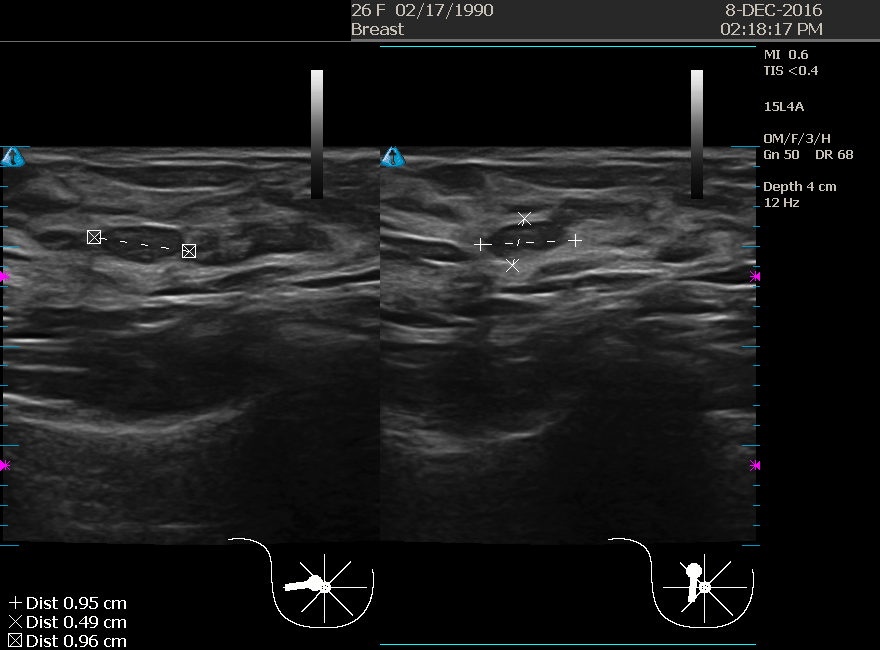 26 F 02/17/1990 8-DEC-2016
Breast 02:18:17 PM
MI 0.6
TIS <0.4
15L4A
OM/F/3/H
Gn 50 DR 68
Depth 4 cm
12 Hz
Dist 0.95 cm
Dist 0.49 cm
Dist 0.96 cm